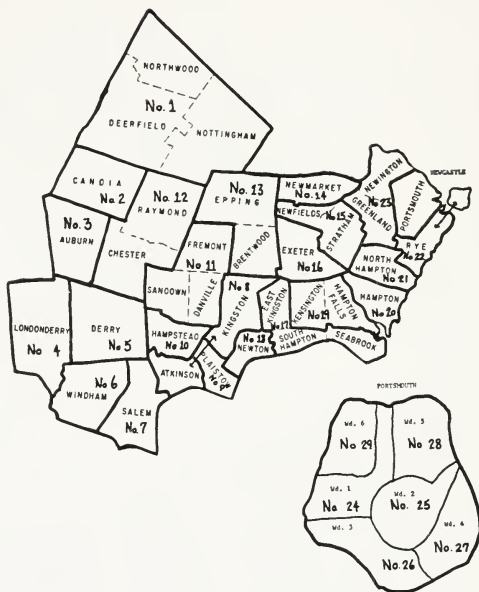 NORTHWOOD
No. 1
DEERFIELD
NOTTINGHAM
CANDIA
No. 2
No. 12
RAYMOND
No. 13
EPPING
NEWMARKET
No. 14
NEWINGTON
No. 23
GREENLAND
PORTSMOUTH
NEWCASTLE
NEWFIELDS
No. 15
STRATHAM
RYE
No. 22
No. 3
AUBURN
CHESTER
FREMONT
No. 11
BRENTWOOD
EXETER
No. 16
NORTH
HAMPTON
No. 21
SANDOWN
DANVILLE
No 8
KINGSTON
EAST
KINGSTON
No. 17
KENSINGTON
No. 19
HAMPTON
FALLS
HAMPTON
No. 20
LONDONDERRY
No 4
DERRY
No. 5
HAMPSTEAD
No 10
No. 18
NEWTON
SOUTH
HAMPTON
SEABROOK
No. 6
WINDHAM
ATKINSON
PLAISTOW
No. 9
SALEM
No. 7
PORTSMOUTH
Wd. 6
No 29
Wd. 5
No 28
Wd. 1
No 24
Wd. 2
No. 25
Wd. 3
No. 26
Wd. 4
No. 27